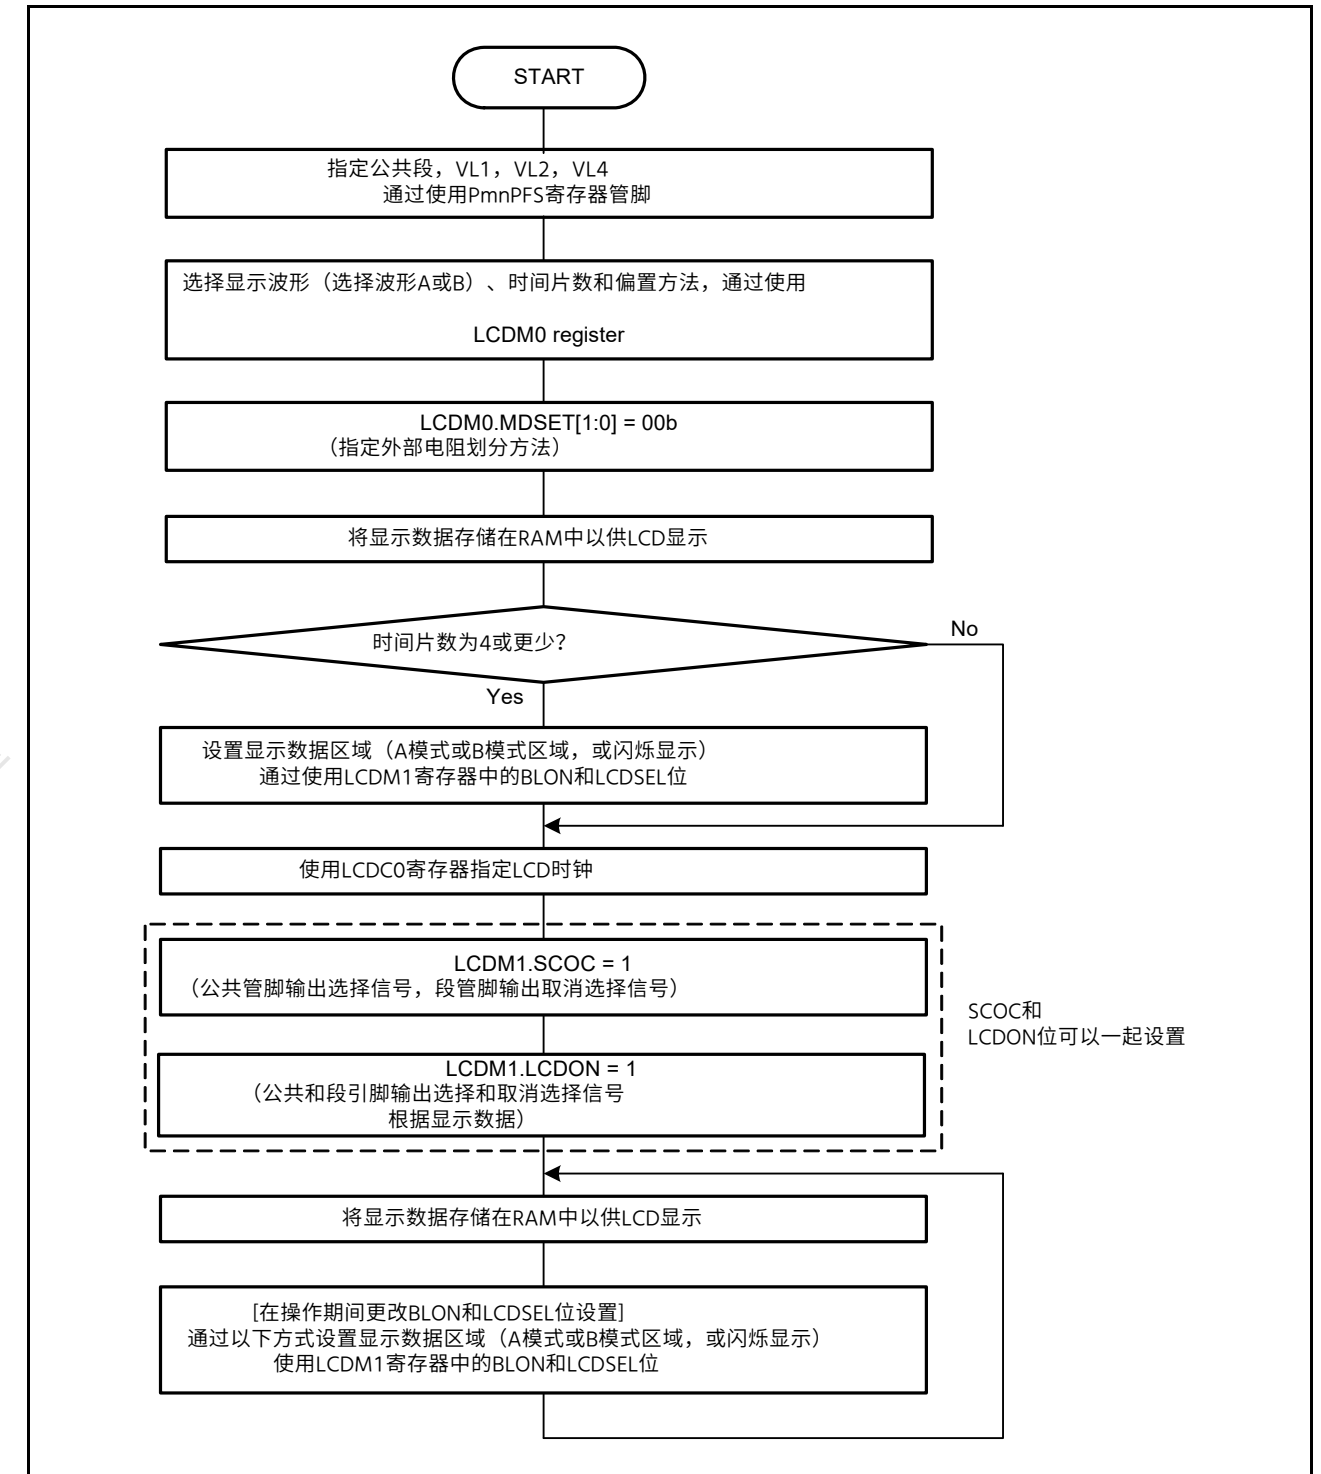 START
指定公共段，VL1，VL2，VL4
通过使用PmnPFS寄存器管脚
选择显示波形（选择波形A或B）、时间片数和偏置方法，通过使用
LCDM0 register
LCDM0.MDSET[1:0] = 00b
（指定外部电阻划分方法）
将显示数据存储在RAM中以供LCD显示
时间片数为4或更少？
No
Yes
设置显示数据区域（A模式或B模式区域，或闪烁显示）
通过使用LCDM1寄存器中的BLON和LCDSEL位
使用LCDC0寄存器指定LCD时钟
LCDM1.SCOC = 1
（公共管脚输出选择信号，段管脚输出取消选择信号）
SCOC和
LCDON位可以一起设置
LCDM1.LCDON = 1
（公共和段引脚输出选择和取消选择信号
根据显示数据）
将显示数据存储在RAM中以供LCD显示
[在操作期间更改BLON和LCDSEL位设置]
通过以下方式设置显示数据区域（A模式或B模式区域，或闪烁显示）
使用LCDM1寄存器中的BLON和LCDSEL位